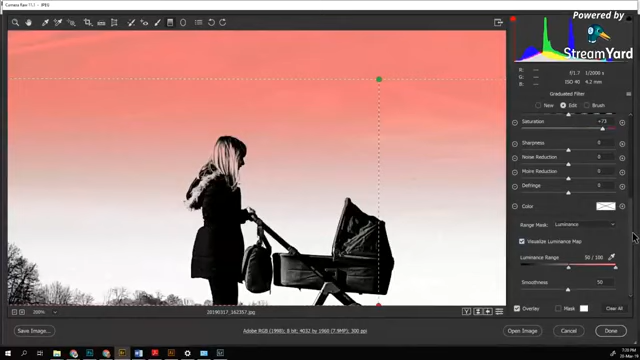 Camera Raw 11.1 - JPEG
Powered by
StreamYard
R: ---
G: ---
B: ---
f/1.7 1/2000 s
ISO 40 4.2 mm
Graduated Filter
New Edit Brush
Saturation +73
Sharpness 0
Noise Reduction 0
Moire Reduction 0
Defringe 0
Color
Range Mask: Luminance
Visualize Luminance Map
Luminance Range 50 / 100
Smoothness 50
200% 20190317_162357.jpg
Overlay Mask Clear All
Save Image... Adobe RGB (1998); 8 bit; 4032 by 1960 (7.9MP); 300 ppi Open Image Cancel Done